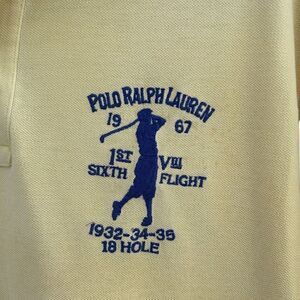 POLO RALPH LAUREN
19 67
1ST VIII
SIXTH FLIGHT
1932-34-35
18 HOLE